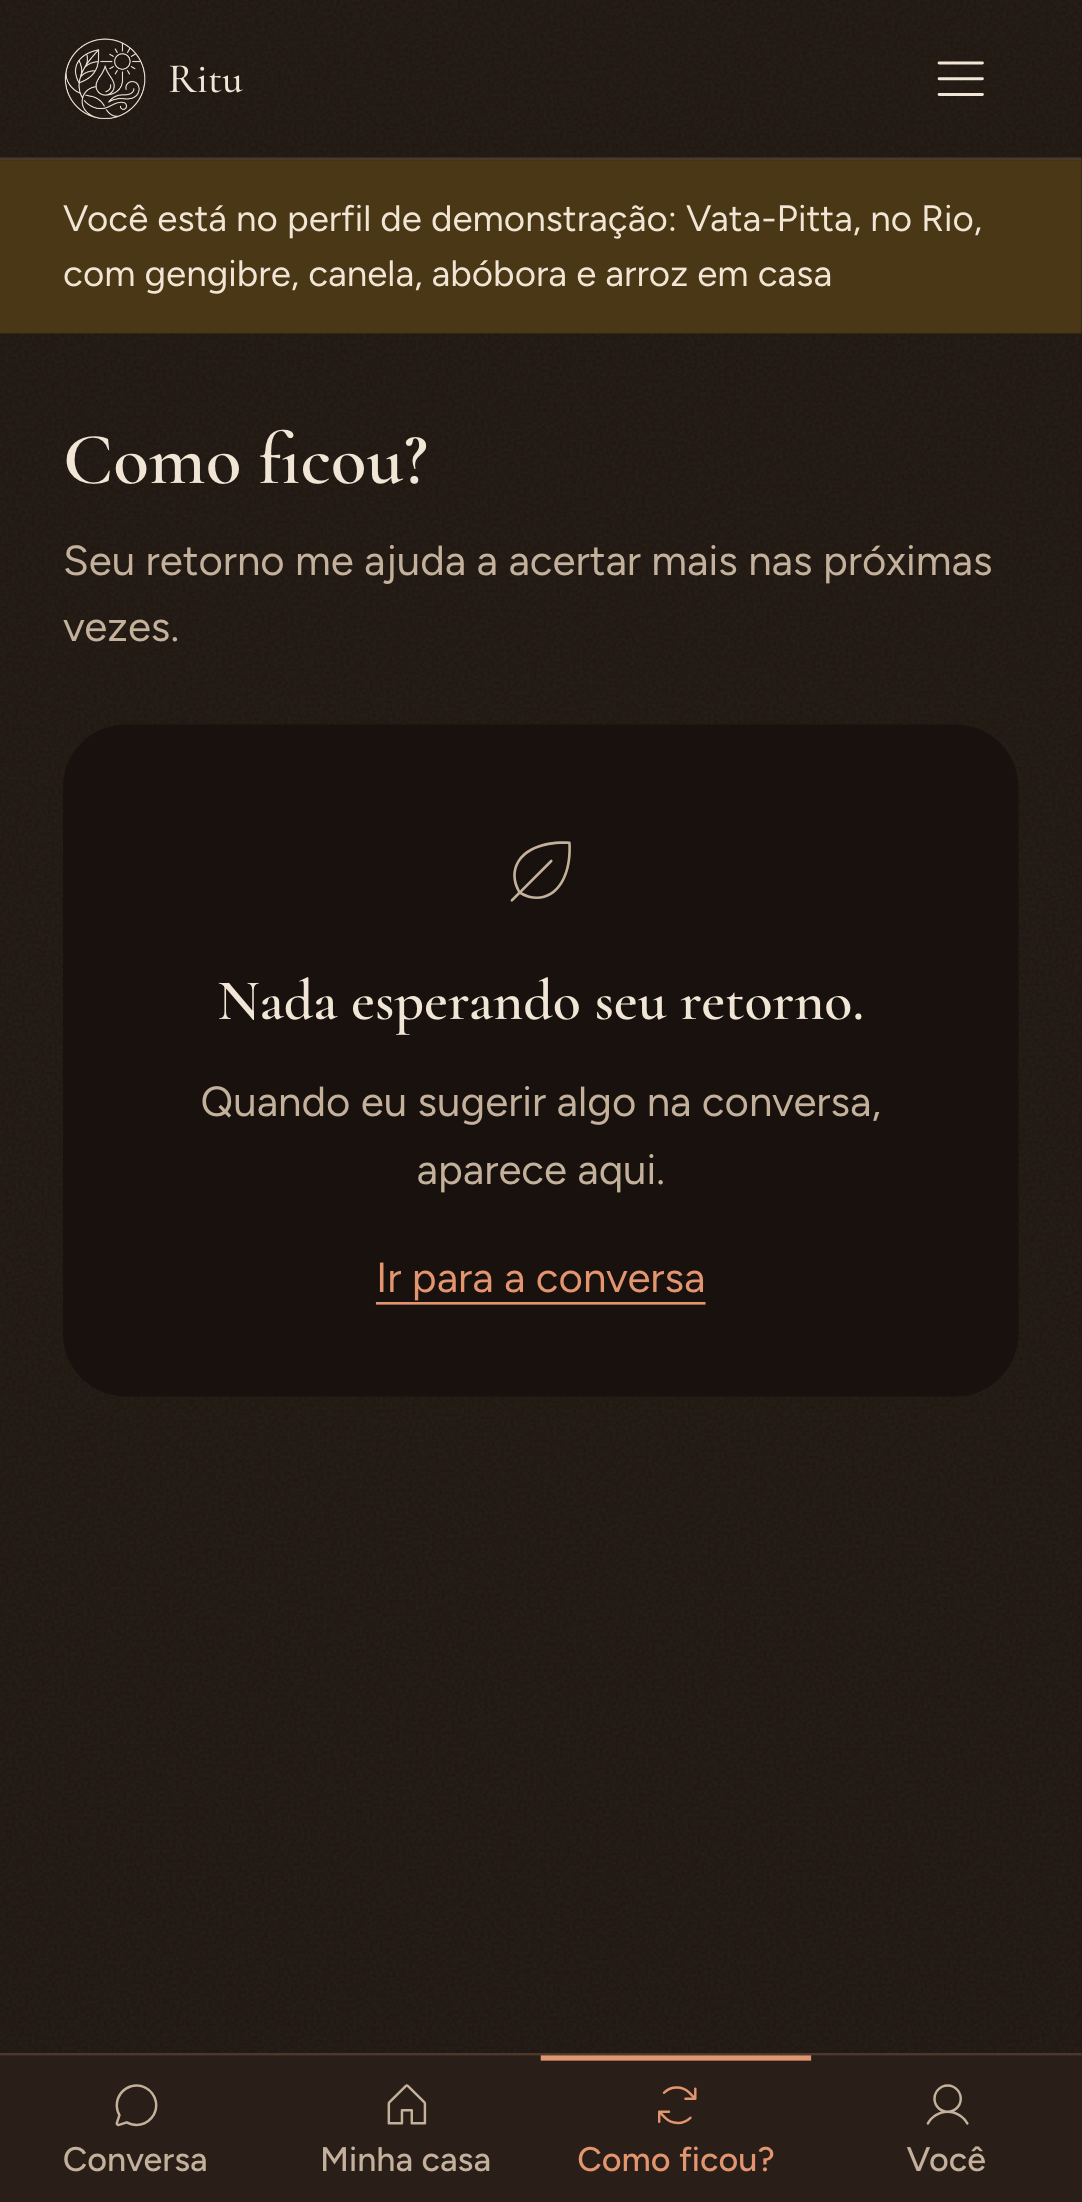 Ritu
Você está no perfil de demonstração: Vata-Pitta, no Rio,
com gengibre, canela, abóbora e arroz em casa
Como ficou?
Seu retorno me ajuda a acertar mais nas próximas
vezes.
Nada esperando seu retorno.
Quando eu sugerir algo na conversa,
aparece aqui.
Ir para a conversa
Conversa
Minha casa
Como ficou?
Você